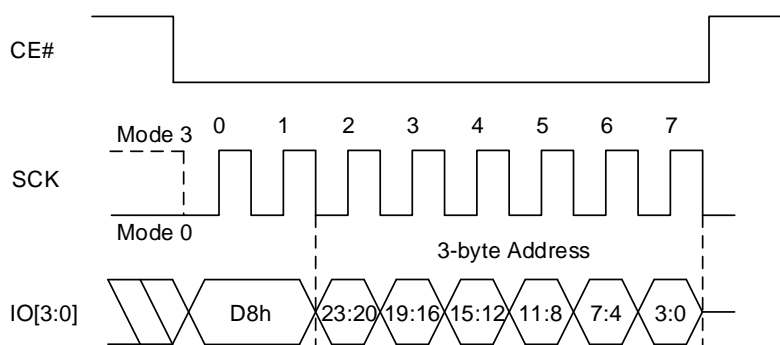 CE#
Mode 3
0 1 2 3 4 5 6 7
SCK
Mode 0
3-byte Address
IO[3:0]
D8h 23:20 19:16 15:12 11:8 7:4 3:0